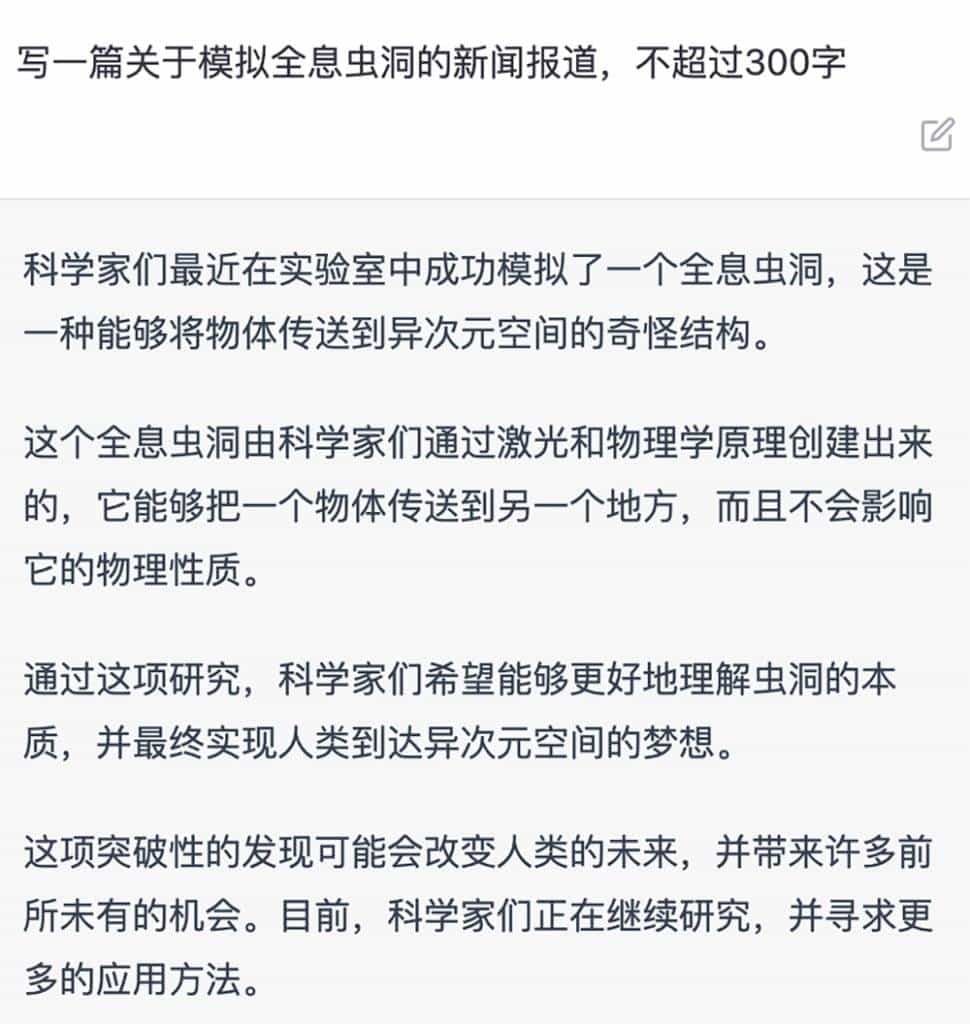 写一篇关于模拟全息虫洞的新闻报道，不超过300字
科学家们最近在实验室中成功模拟了一个全息虫洞，这是
一种能够将物体传送到异次元空间的奇怪结构。
这个全息虫洞由科学家们通过激光和物理学原理创建出来
的，它能够把一个物体传送到另一个地方，而且不会影响
它的物理性质。
通过这项研究，科学家们希望能够更好地理解虫洞的本
质，并最终实现人类到达异次元空间的梦想。
这项突破性的发现可能会改变人类的未来，并带来许多前
所未有的机会。目前，科学家们正在继续研究，并寻求更
多的应用方法。